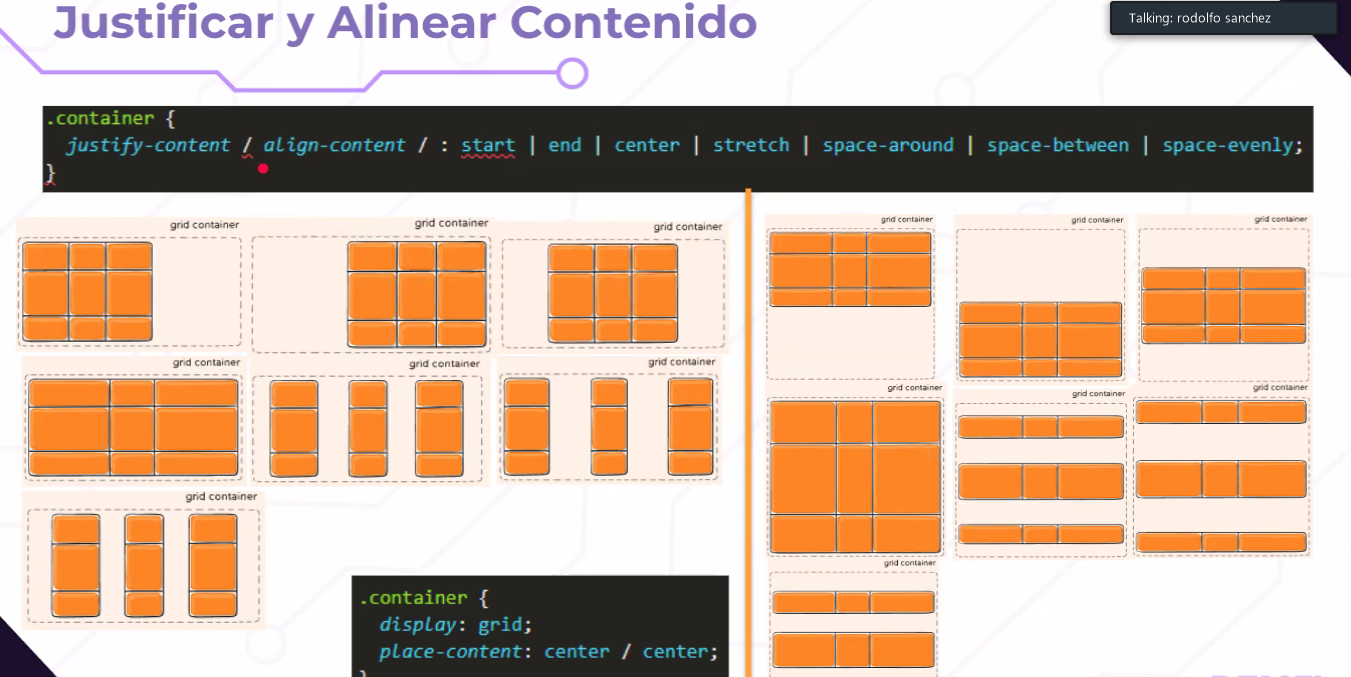 Justificar y Alinear Contenido
Talking: rodolfo sanchez
.container {
justify-content / align-content / : start | end | center | stretch | space-around | space-between | space-evenly;
}
grid container
grid container
grid container
grid container
grid container
grid container
grid container
grid container
grid container
grid container
grid container
grid container
grid container
grid container
.container {
display: grid;
place-content: center / center;
}